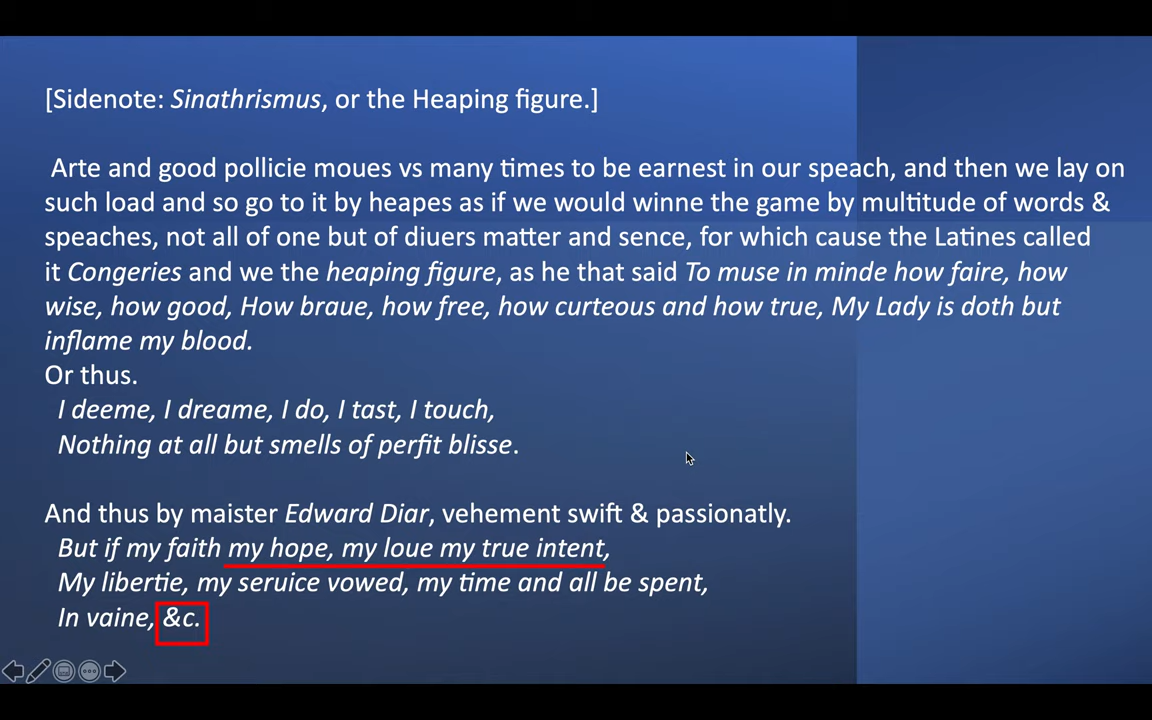 [Sidenote: Sinathrismus, or the Heaping figure.]
Arte and good pollicie moues vs many times to be earnest in our speach, and then we lay on
such load and so go to it by heapes as if we would winne the game by multitude of words &
speaches, not all of one but of diuers matter and sence, for which cause the Latines called
it Congeries and we the heaping figure, as he that said To muse in minde how faire, how
wise, how good, How braue, how free, how curteous and how true, My Lady is doth but
inflame my blood.
Or thus.
I deeme, I dreame, I do, I tast, I touch,
Nothing at all but smells of perfit blisse.
And thus by maister Edward Diar, vehement swift & passionatly.
But if my faith my hope, my loue my true intent,
My libertie, my seruice vowed, my time and all be spent,
In vaine, &c.